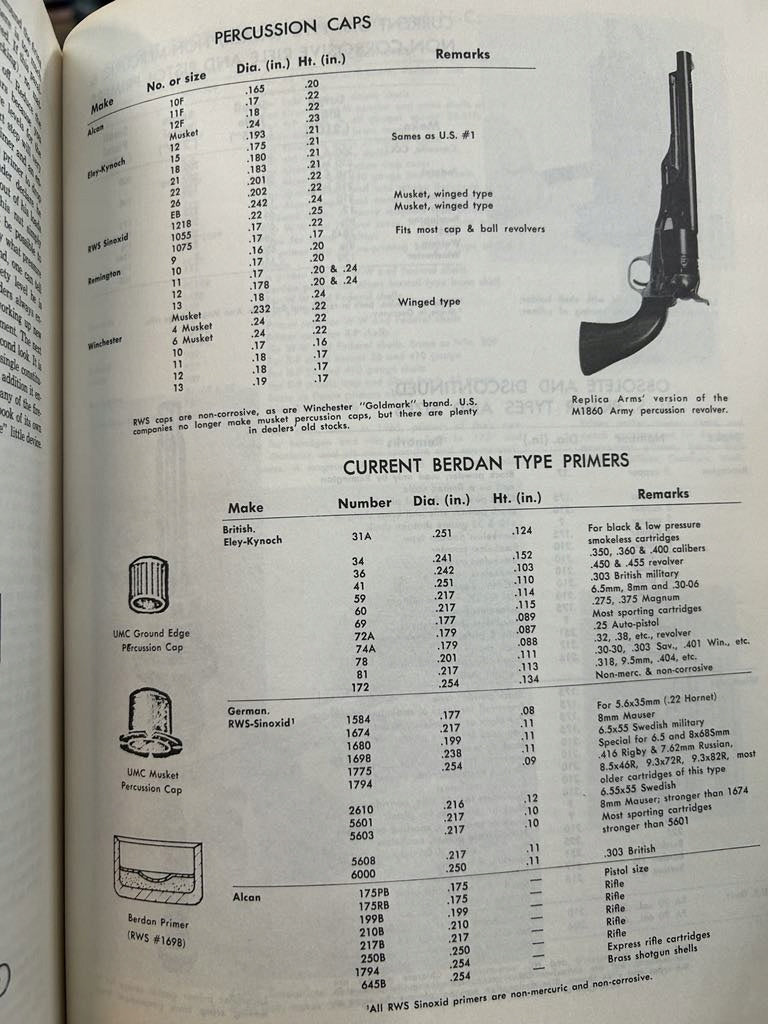 PERCUSSION CAPS
Make No. or size Dia. (in.) Ht. (in.) Remarks
Alcan 10F .165 .20
11F .17 .22
12F .18 .22
Musket .24 .23
Eley-Kynoch 12 .193 .21 Sames as U.S. #1
15 .175 .21
18 .180 .21
21 .183 .21
22 .201 .22
26 .202 .22 Musket, winged type
EB .242 .24 Musket, winged type
RWS Sinoxid 1218 .22 .25
1055 .17 .22 Fits most cap & ball revolvers
1075 .17 .17
Remington 9 .16 .20
10 .17 .20
11 .17 .20 & .24
12 .178 .20 & .24
13 .18 .24
Musket .232 .22 Winged type
Winchester 4 Musket .24 .22
6 Musket .24 .22
10 .17 .16
11 .18 .17
12 .18 .17
13 .19 .17
RWS caps are non-corrosive, as are Winchester "Goldmark" brand. U.S.
companies no longer make musket percussion caps, but there are plenty
in dealers' old stocks.
Replica Arms' version of the
M1860 Army percussion revolver.
CURRENT BERDAN TYPE PRIMERS
Make Number Dia. (in.) Ht. (in.) Remarks
British.
Eley-Kynoch 31A .251 .124 For black & low pressure
smokeless cartridges
34 .241 .152 .350, .360 & .400 calibers
36 .242 .103 .450 & .455 revolver
41 .251 .110 .303 British military
59 .217 .114 6.5mm, 8mm and .30-06
60 .217 .115 .275, .375 Magnum
69 .177 .089 Most sporting cartridges
72A .179 .087 .25 Auto-pistol
74A .179 .088 .32, .38, etc., revolver
78 .201 .111 .30-30, .303 Sav., .401 Win., etc.
81 .217 .113 .318, 9.5mm, .404, etc.
172 .254 .134 Non-merc. & non-corrosive
German.
RWS-Sinoxid¹ 1584 .177 .08 For 5.6x35mm (.22 Hornet)
1674 .217 .11 8mm Mauser
1680 .199 .11 6.5x55 Swedish military
1698 .238 .11 Special for 6.5 and 8x68Smm
1775 .254 .09 .416 Rigby & 7.62mm Russian,
1794 8.5x46R, 9.3x72R, 9.3x82R, most
older cartridges of this type
2610 .216 .12 6.55x55 Swedish
5601 .217 .10 8mm Mauser; stronger than 1674
5603 .217 .10 Most sporting cartridges
stronger than 5601
5608 .217 .11
6000 .250 .11 .303 British
Alcan 175PB .175 — Pistol size
175RB .175 — Rifle
199B .199 — Rifle
210B .210 — Rifle
217B .217 — Rifle
250B .250 — Rifle
1794 .254 — Express rifle cartridges
645B .254 — Brass shotgun shells
¹All RWS Sinoxid primers are non-mercuric and non-corrosive.
UMC Ground Edge
Percussion Cap
UMC Musket
Percussion Cap
Berdan Primer
(RWS #1698)